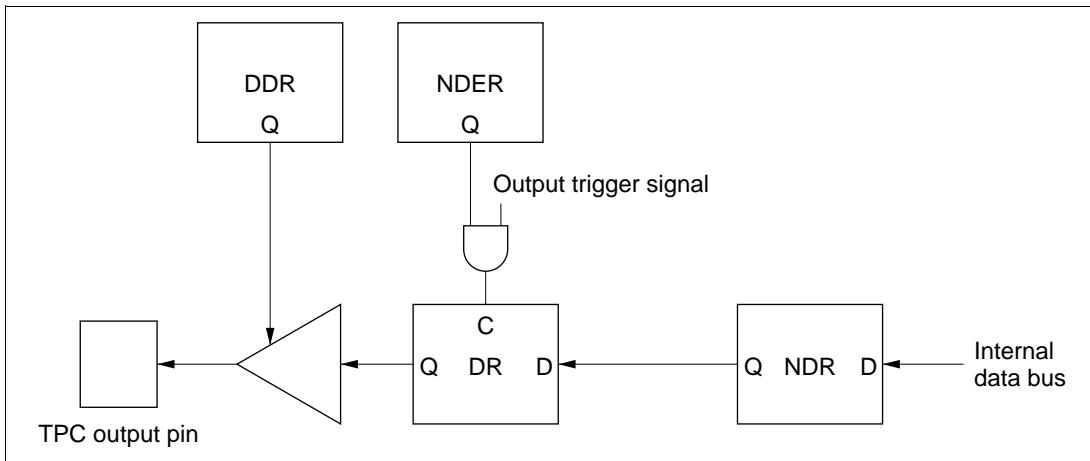 DDR
Q
NDER
Q
Output trigger signal
C
Q DR D
Q NDR D
Internal
data bus
TPC output pin